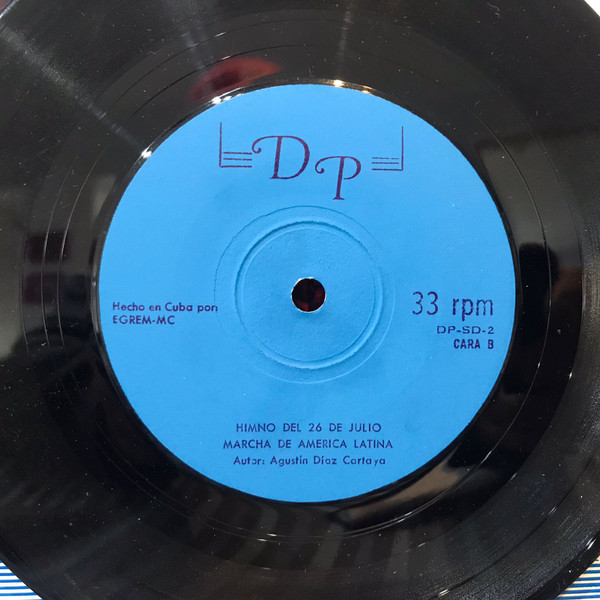 DP
Hecho en Cuba por:
EGREM-MC
33 rpm
DP-SD-2
CARA B
HIMNO DEL 26 DE JULIO
MARCHA DE AMERICA LATINA
Autor: Agustín Díaz Cartaya